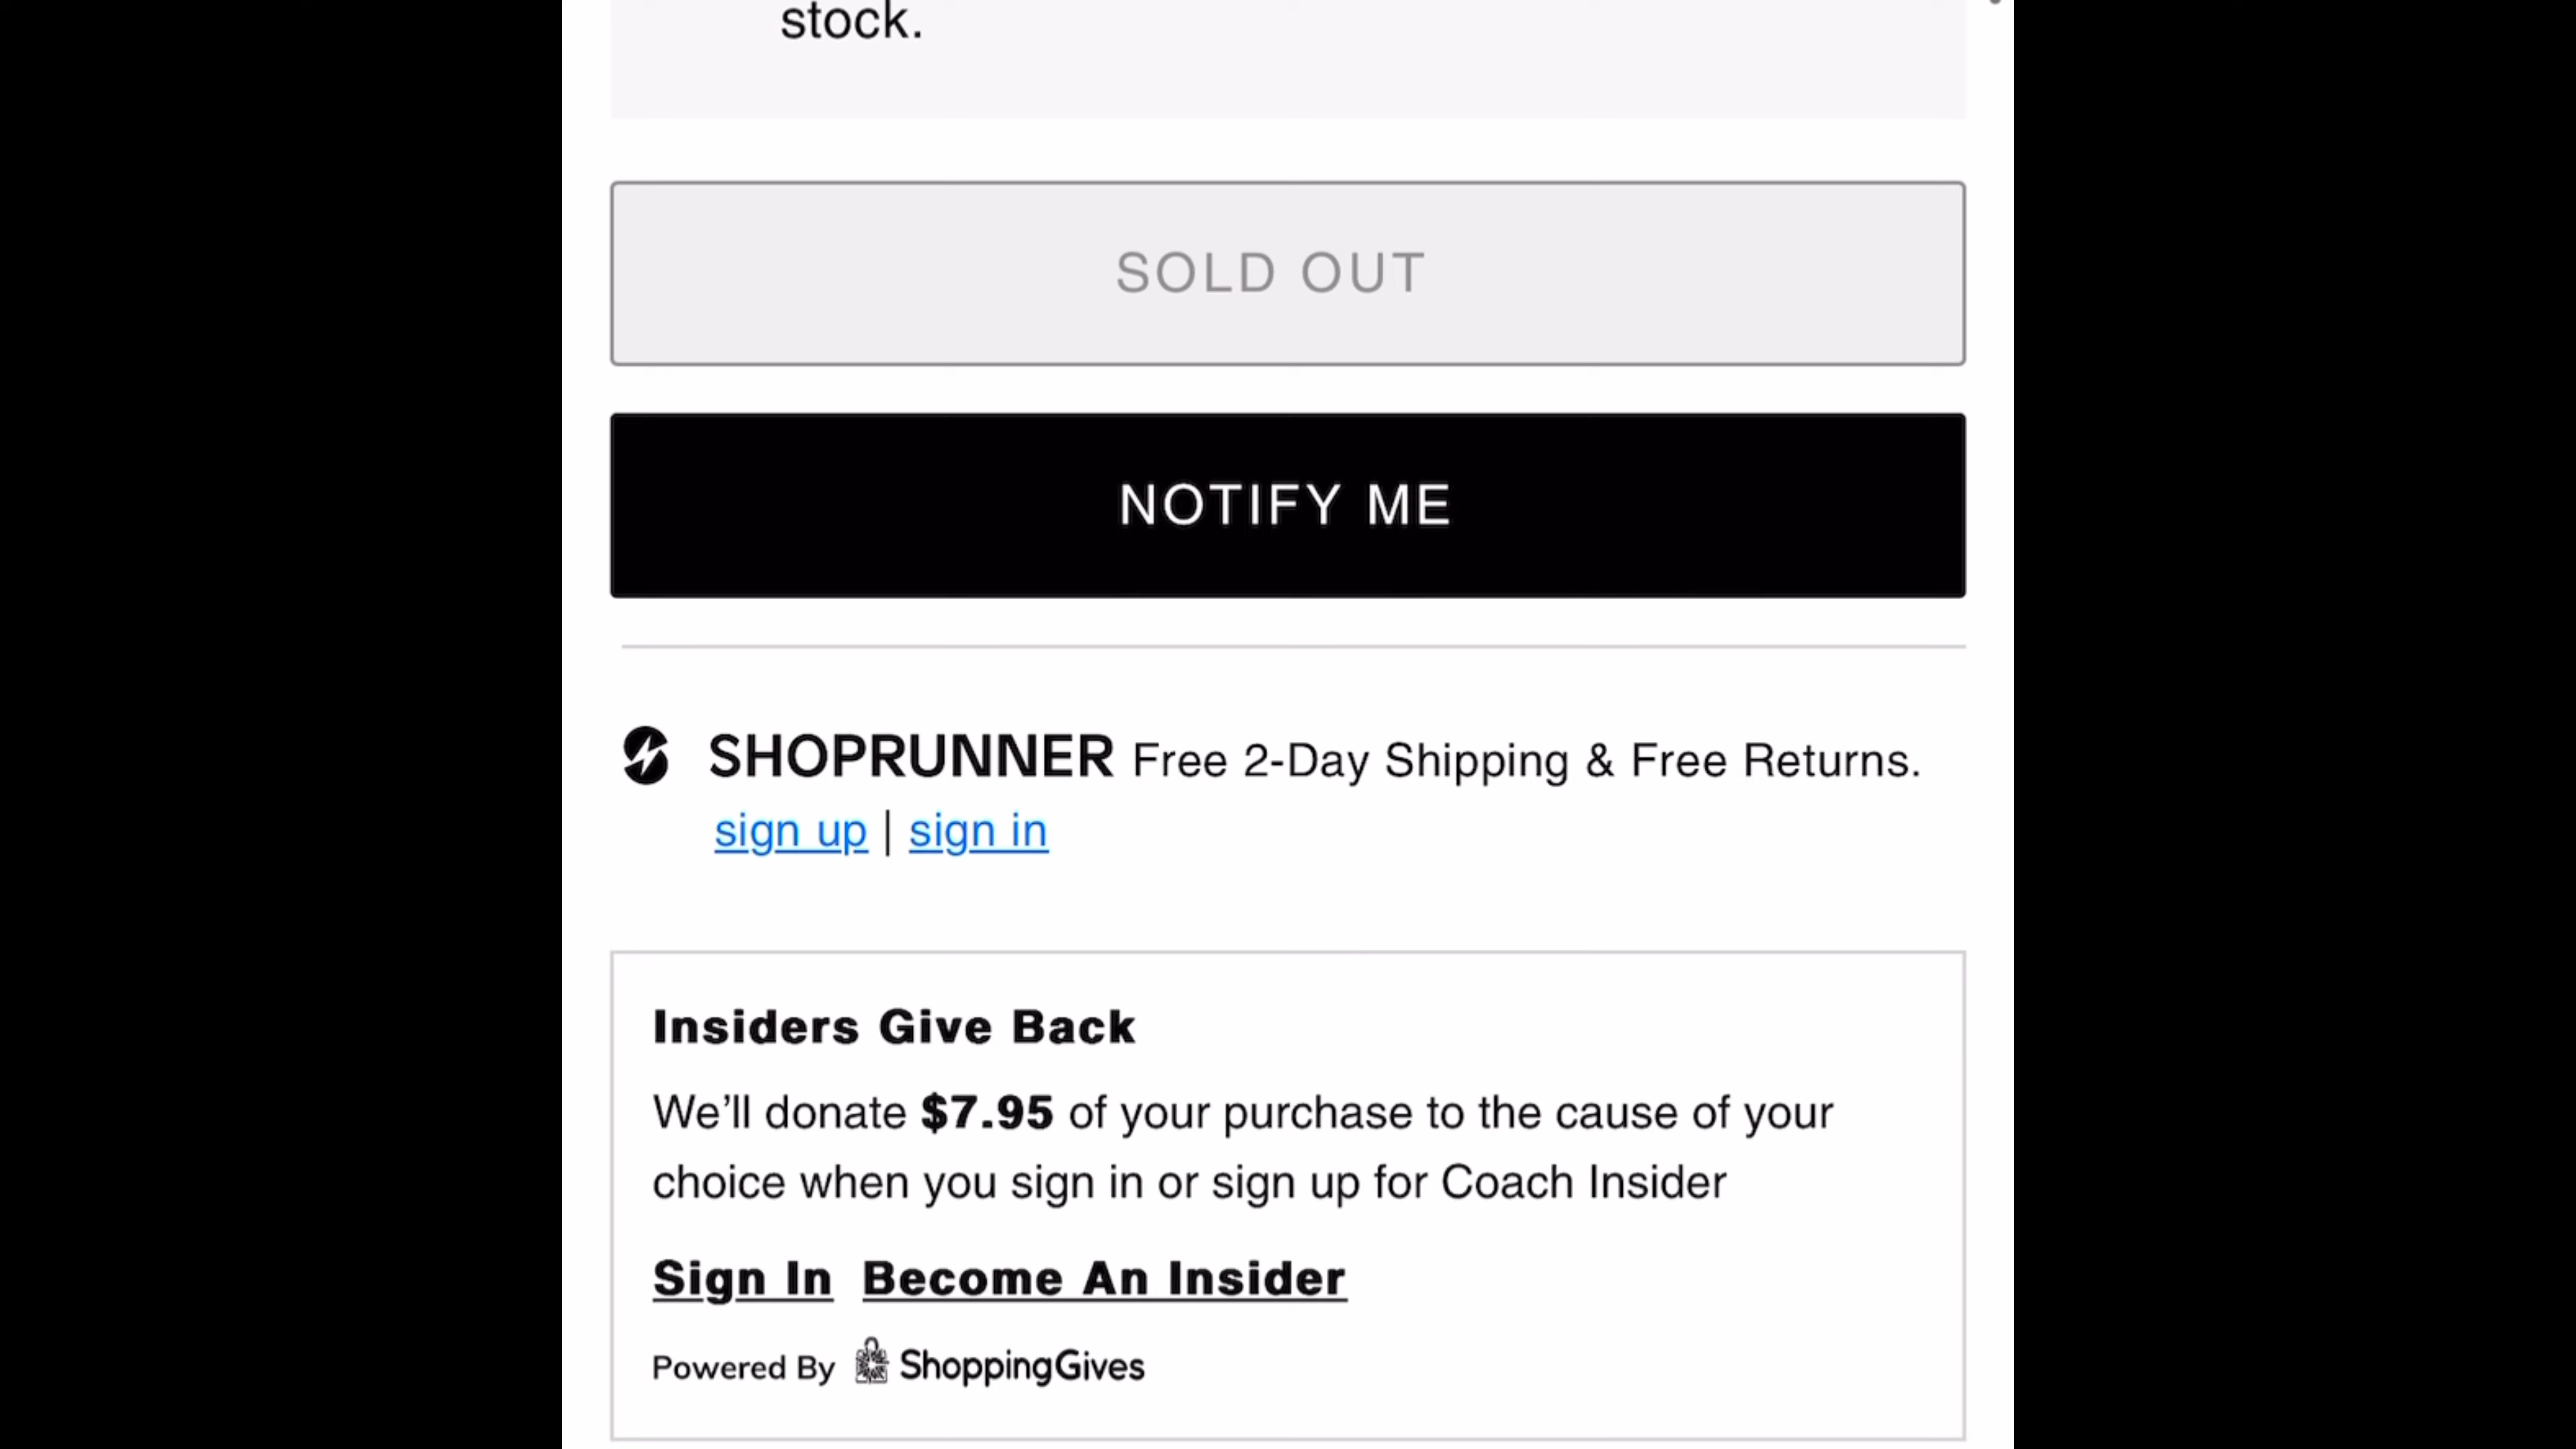 stock.
SOLD OUT
NOTIFY ME
SHOPRUNNER Free 2-Day Shipping & Free Returns.
sign up | sign in
Insiders Give Back
We’ll donate $7.95 of your purchase to the cause of your
choice when you sign in or sign up for Coach Insider
Sign In Become An Insider
Powered By ShoppingGives